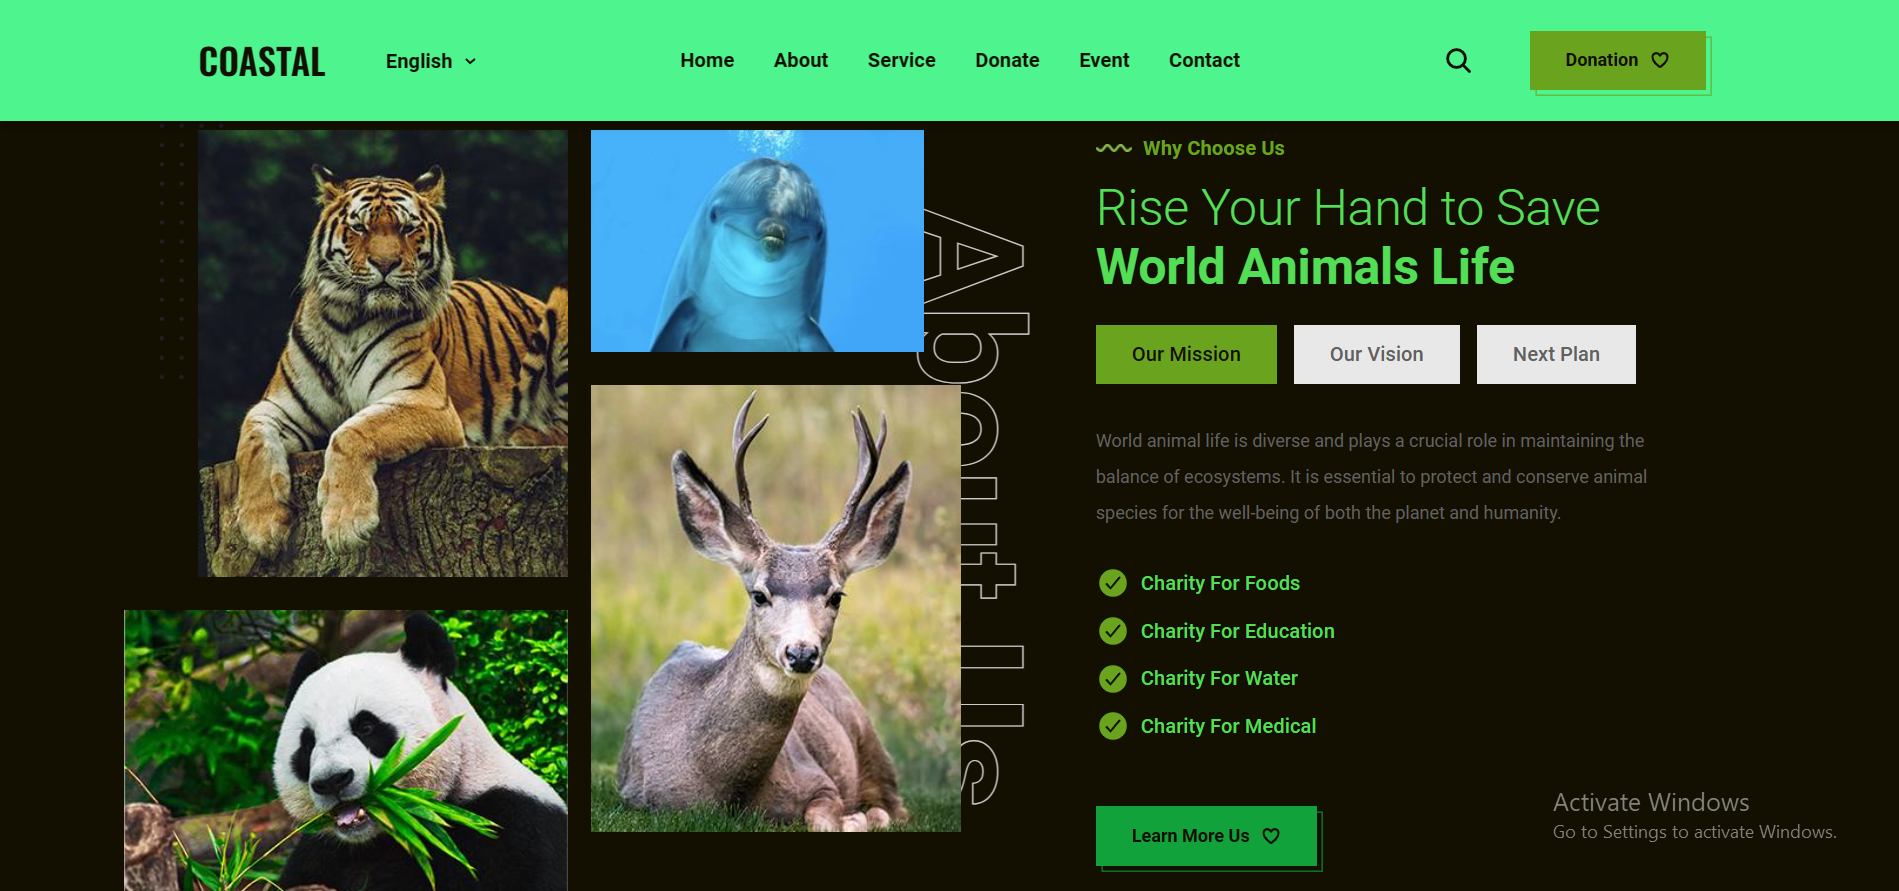 COASTAL
English
Home About Service Donate Event Contact
Donation
About Us
Why Choose Us
Rise Your Hand to Save
World Animals Life
Our Mission Our Vision Next Plan
World animal life is diverse and plays a crucial role in maintaining the
balance of ecosystems. It is essential to protect and conserve animal
species for the well-being of both the planet and humanity.
Charity For Foods
Charity For Education
Charity For Water
Charity For Medical
Learn More Us
Activate Windows
Go to Settings to activate Windows.